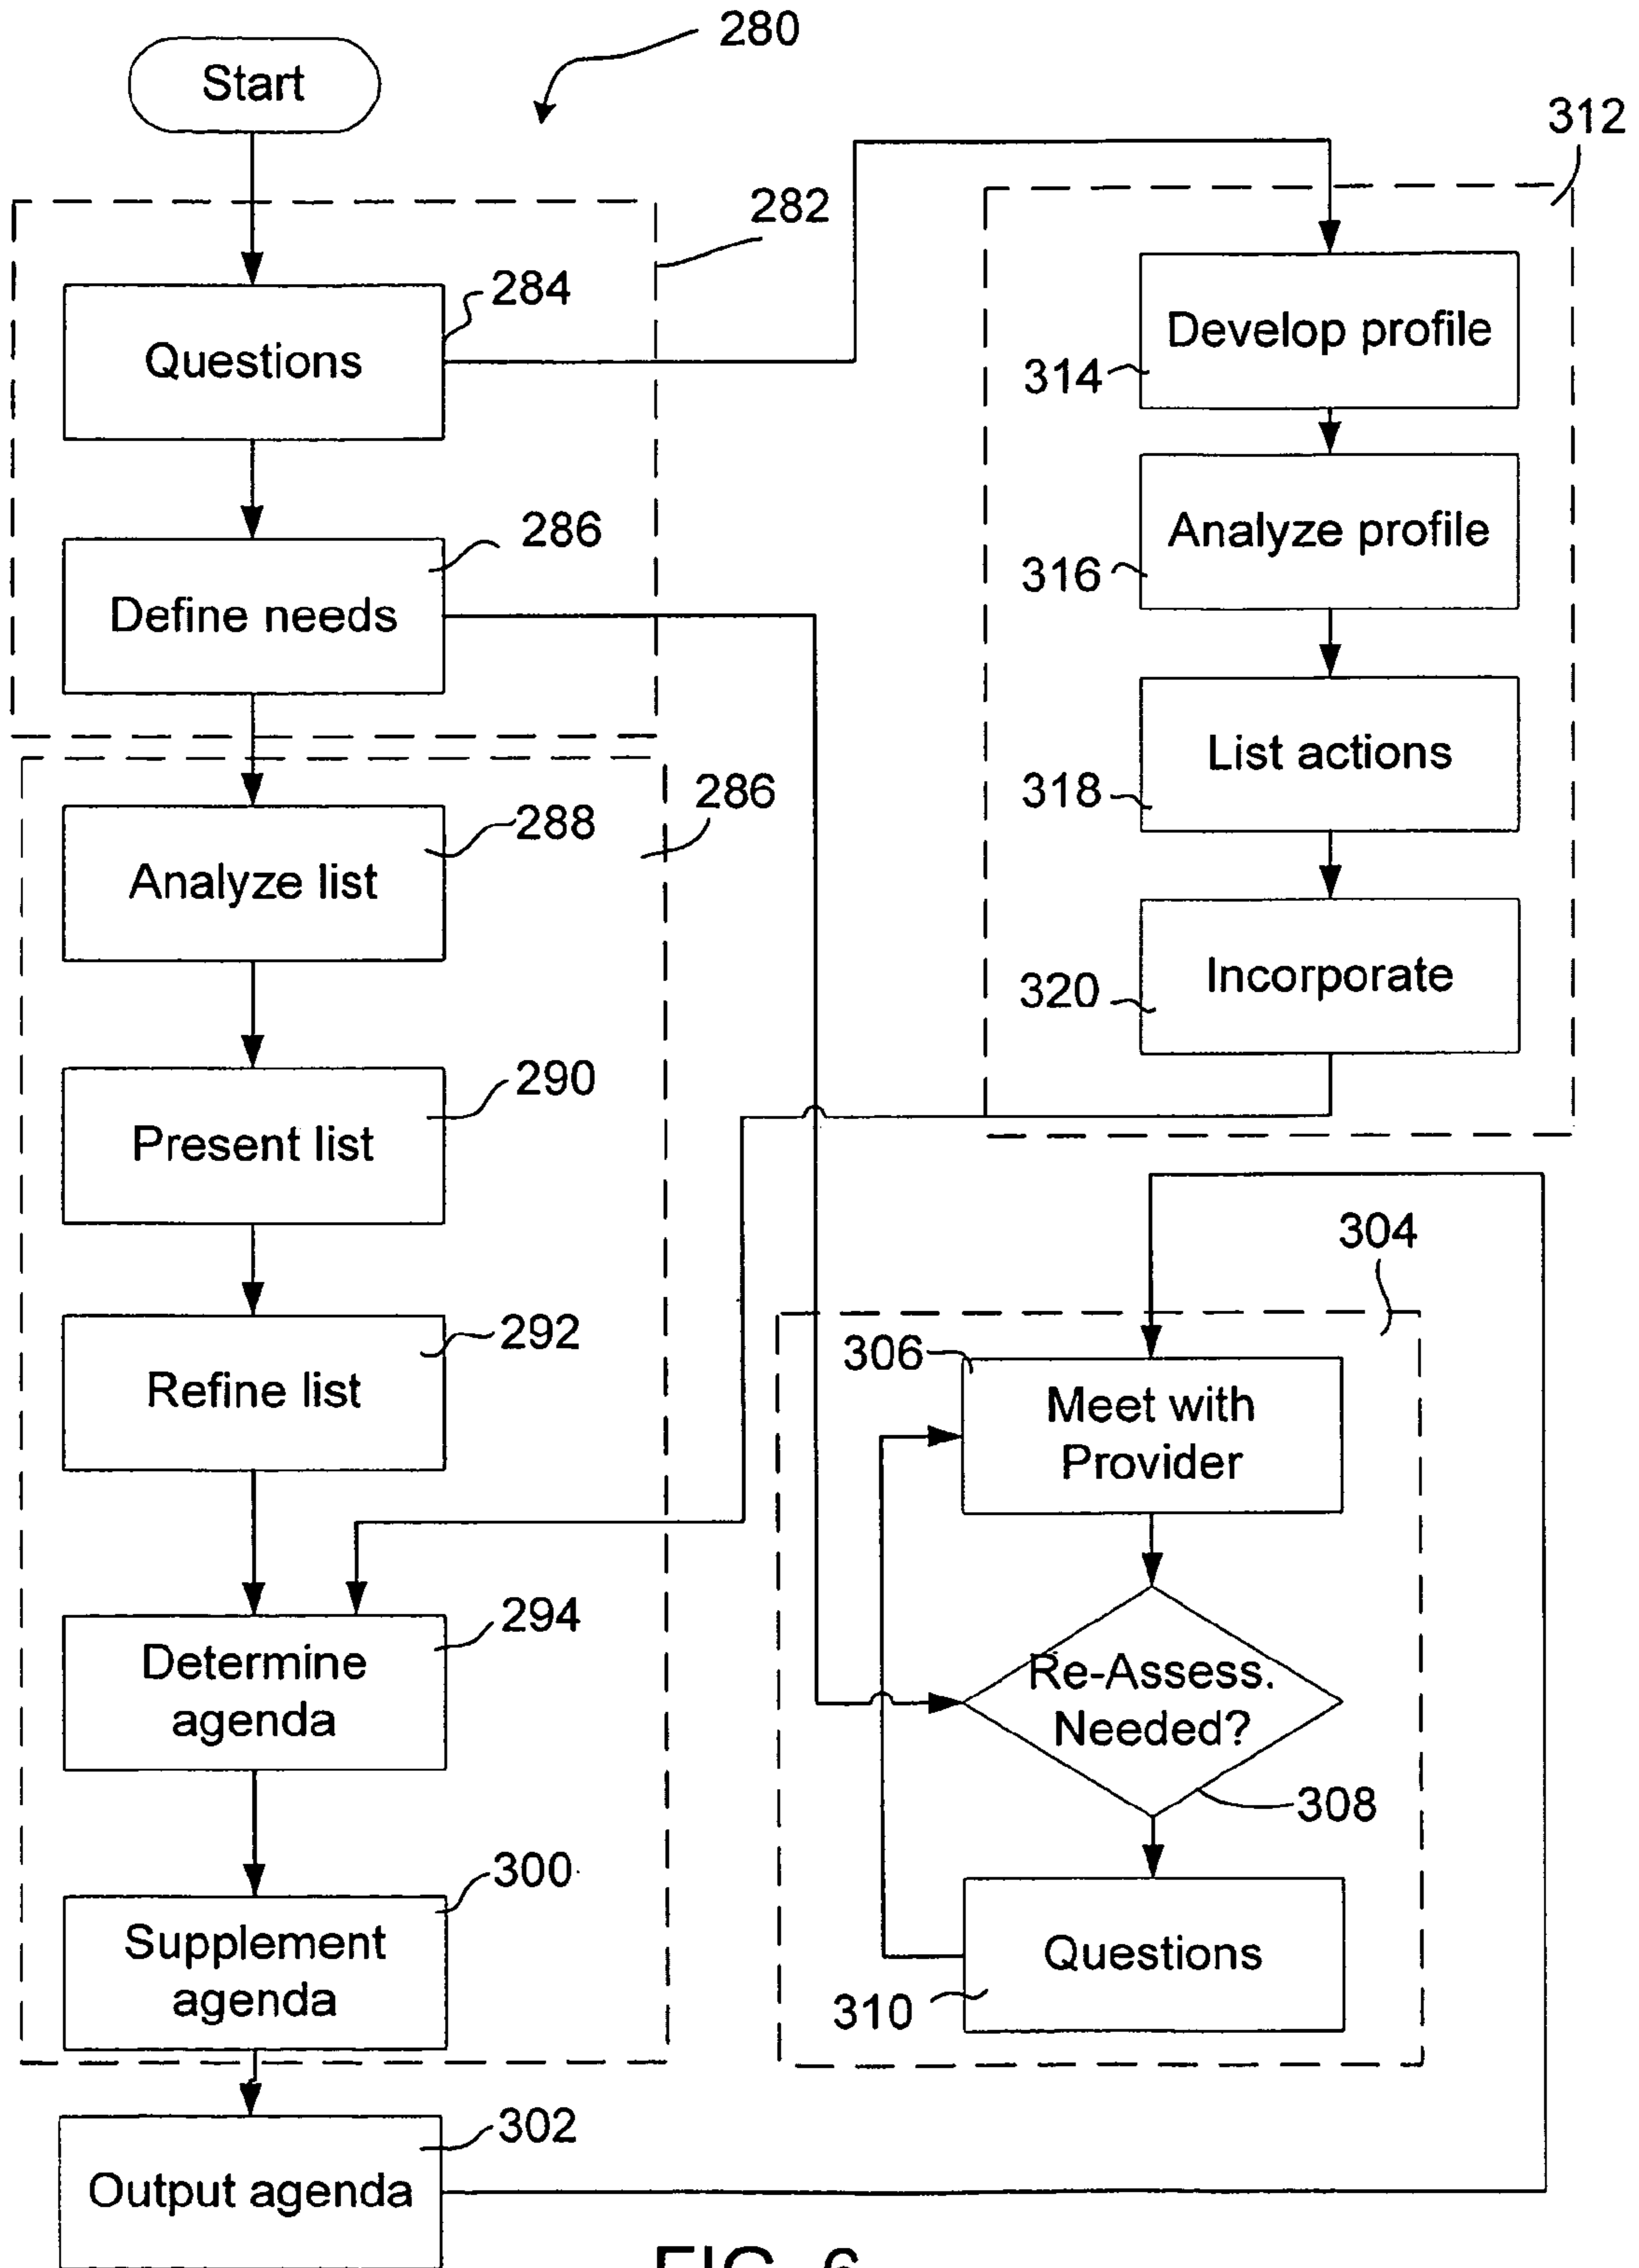 280
Start
312
282
284
Questions
Develop profile
314
286
Define needs
Analyze profile
316
286
288
Analyze list
List actions
318
Incorporate
320
290
Present list
304
292
Refine list
306
Meet with
Provider
294
Determine
agenda
Re-Assess.
Needed?
308
300
Supplement
agenda
Questions
310
302
Output agenda
FIG. 6